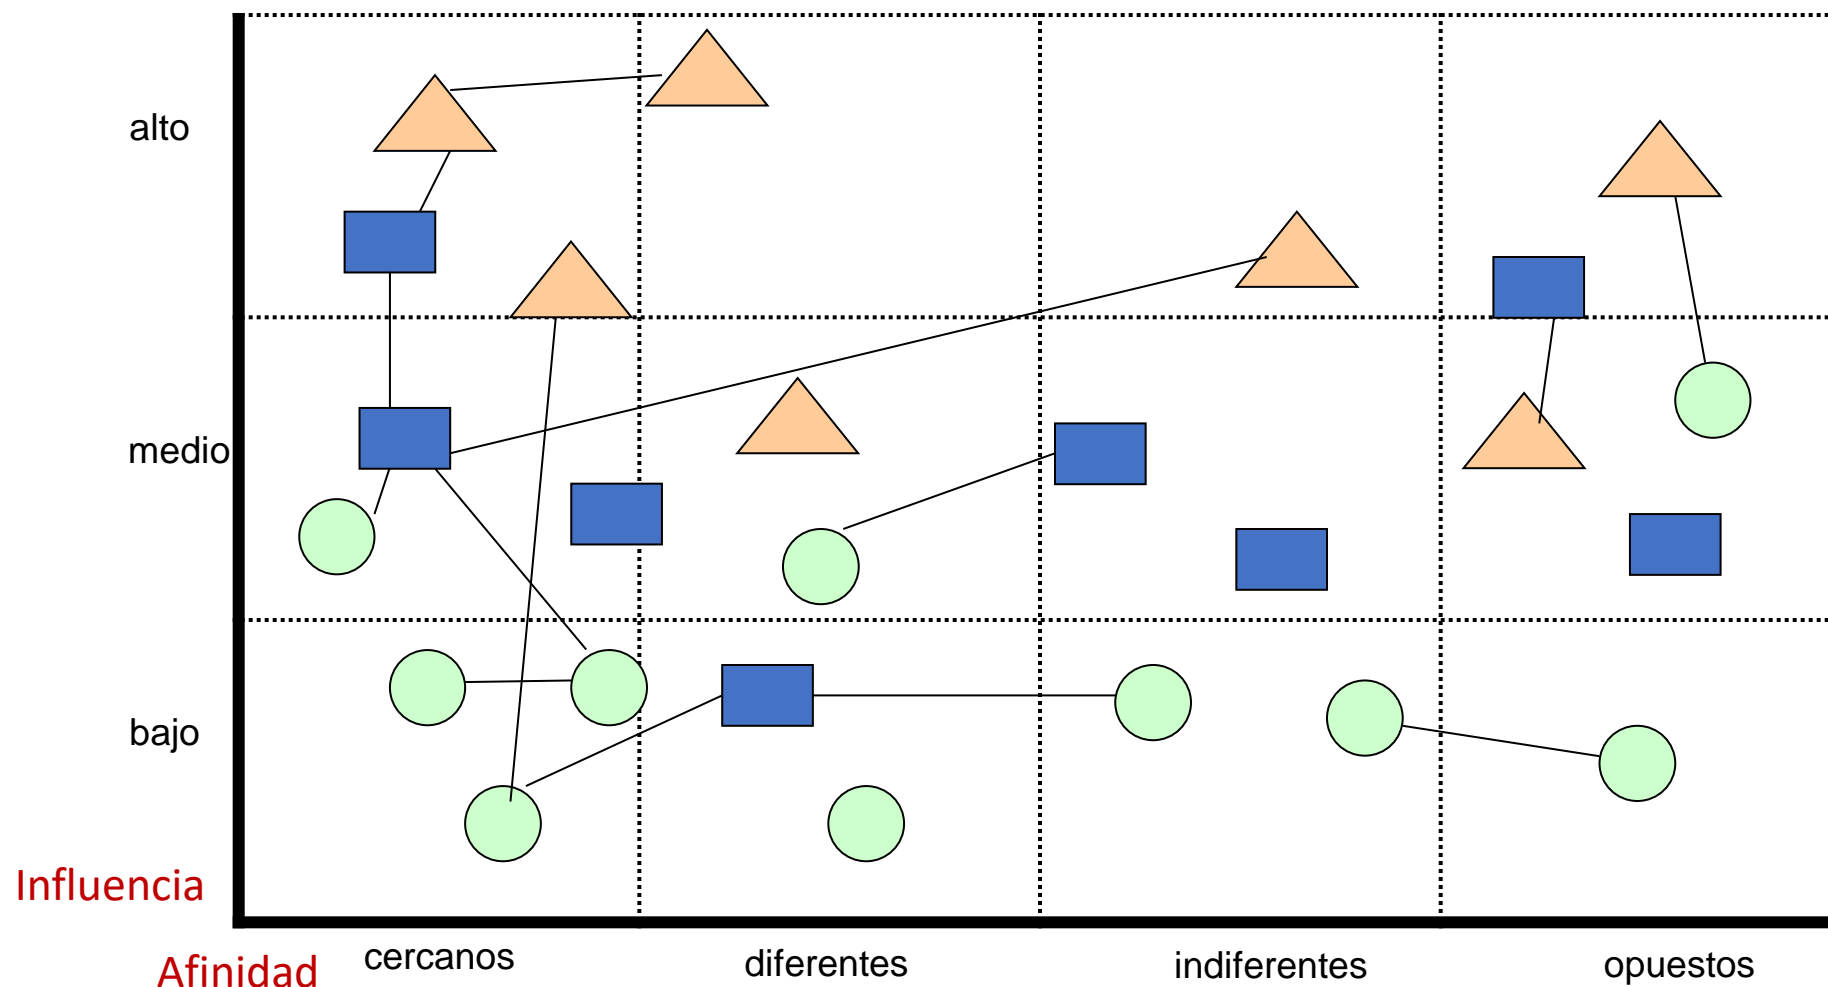 alto
medio
bajo
Influencia
Afinidad
cercanos
diferentes
indiferentes
opuestos